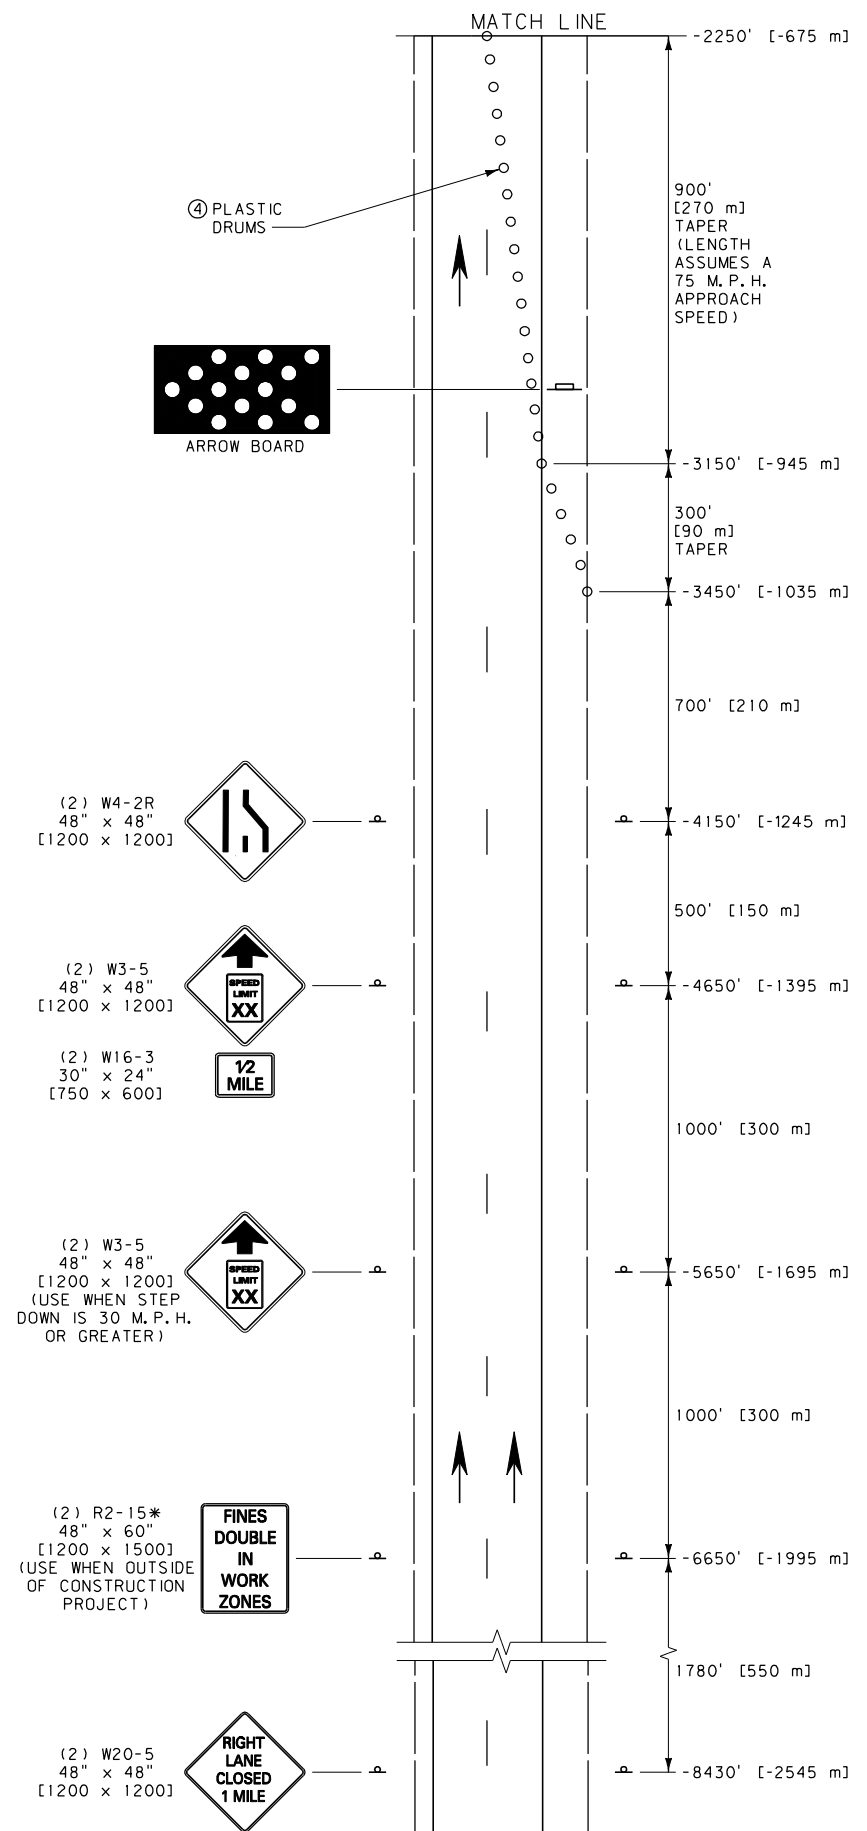 MATCH LINE
-2250' [-675 m]
900'
[270 m]
TAPER
(LENGTH
ASSUMES A
75 M.P.H.
APPROACH
SPEED)
④ PLASTIC
DRUMS
ARROW BOARD
-3150' [-945 m]
300'
[90 m]
TAPER
-3450' [-1035 m]
700' [210 m]
(2) W4-2R
48" x 48"
[1200 x 1200]
-4150' [-1245 m]
500' [150 m]
(2) W3-5
48" x 48"
[1200 x 1200]
SPEED
LIMIT
XX
-4650' [-1395 m]
(2) W16-3
30" x 24"
[750 x 600]
1/2
MILE
1000' [300 m]
(2) W3-5
48" x 48"
[1200 x 1200]
(USE WHEN STEP
DOWN IS 30 M.P.H.
OR GREATER)
SPEED
LIMIT
XX
-5650' [-1695 m]
1000' [300 m]
(2) R2-15*
48" x 60"
[1200 x 1500]
(USE WHEN OUTSIDE
OF CONSTRUCTION
PROJECT)
FINES
DOUBLE
IN
WORK
ZONES
-6650' [-1995 m]
1780' [550 m]
(2) W20-5
48" x 48"
[1200 x 1200]
RIGHT
LANE
CLOSED
1 MILE
-8430' [-2545 m]